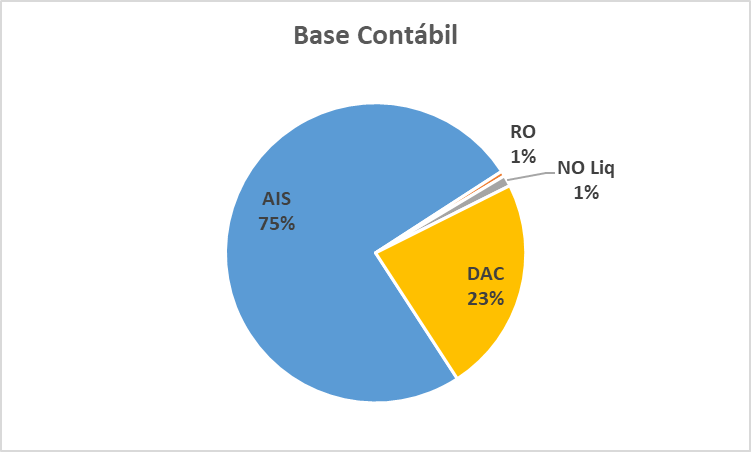 Base Contábil
RO
1%
NO Liq
1%
AIS
75%
DAC
23%